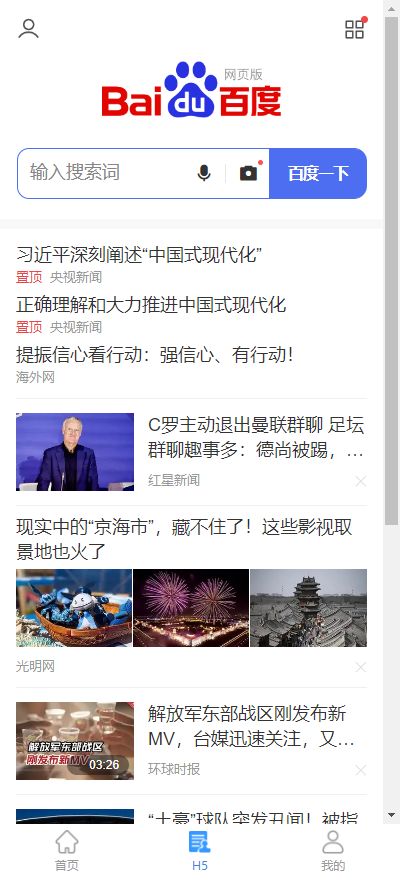 网页版
Bai du 百度
输入搜索词
百度一下
习近平深刻阐述“中国式现代化”
置顶 央视新闻
正确理解和大力推进中国式现代化
置顶 央视新闻
提振信心看行动：强信心、有行动！
海外网
C罗主动退出曼联群聊 足坛
群聊趣事多：德尚被踢，...
红星新闻
现实中的“京海市”，藏不住了！这些影视取
景地也火了
光明网
解放军东部战区刚发布新
MV，台媒迅速关注，又...
解放军东部战区
刚发布新MV
03:26
环球时报
“土豪”球队突发丑闻！被指
首页
H5
我的